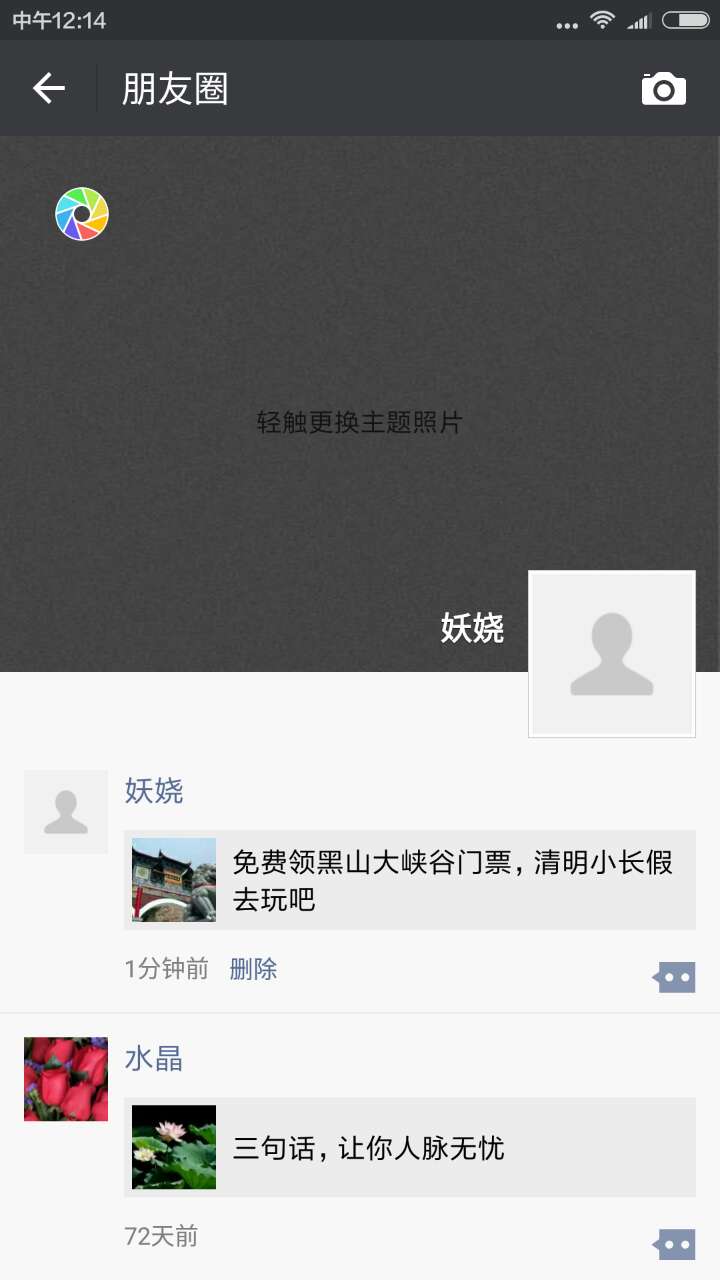 中午12:14
朋友圈
轻触更换主题照片
妖娆
妖娆
免费领黑山大峡谷门票，清明小长假
去玩吧
1分钟前 删除
水晶
三句话，让你人脉无忧
72天前